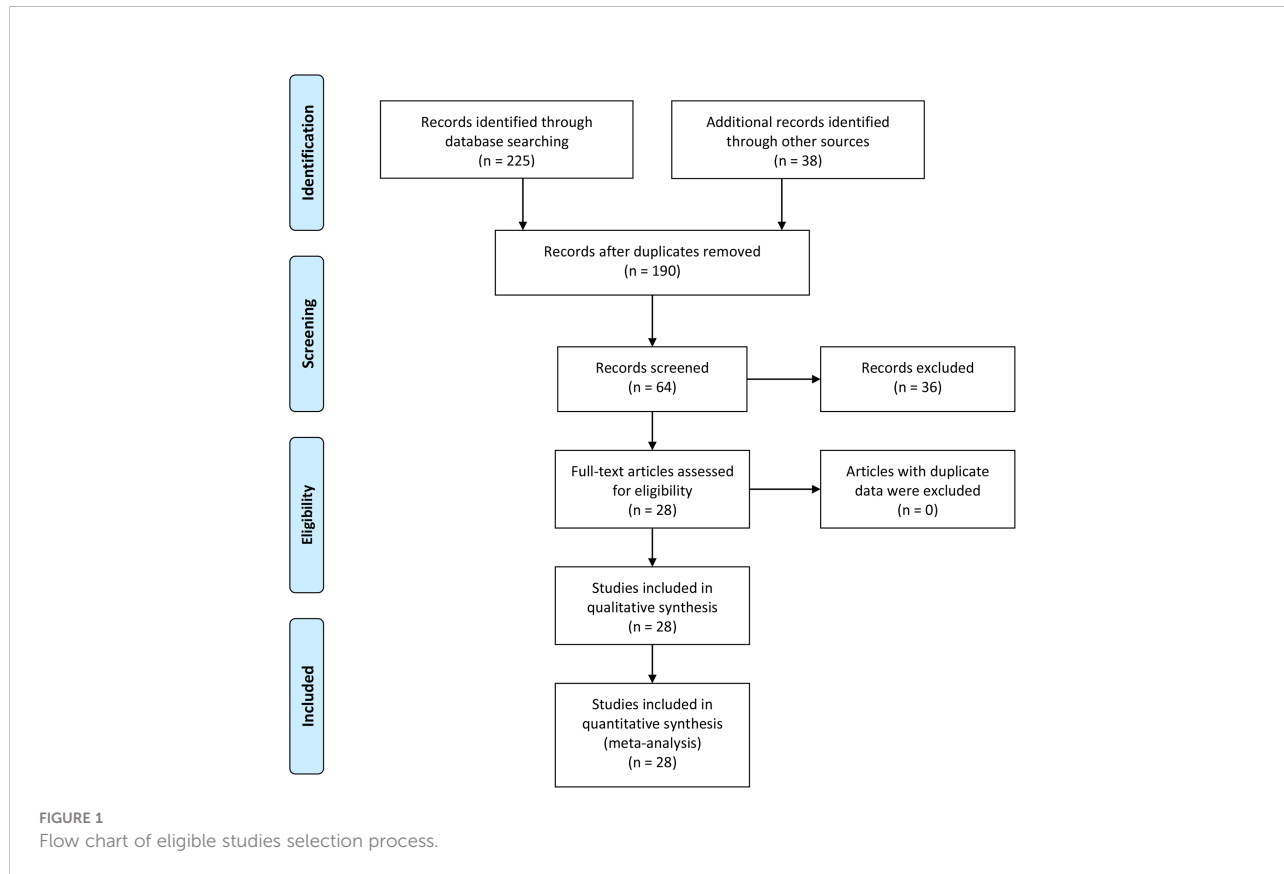 Identification
Records identified through
database searching
(n = 225)
Additional records identified
through other sources
(n = 38)
Records after duplicates removed
(n = 190)
Screening
Records screened
(n = 64)
Records excluded
(n = 36)
Eligibility
Full-text articles assessed
for eligibility
(n = 28)
Articles with duplicate
data were excluded
(n = 0)
Studies included in
qualitative synthesis
(n = 28)
Included
Studies included in
quantitative synthesis
(meta-analysis)
(n = 28)
FIGURE 1
Flow chart of eligible studies selection process.